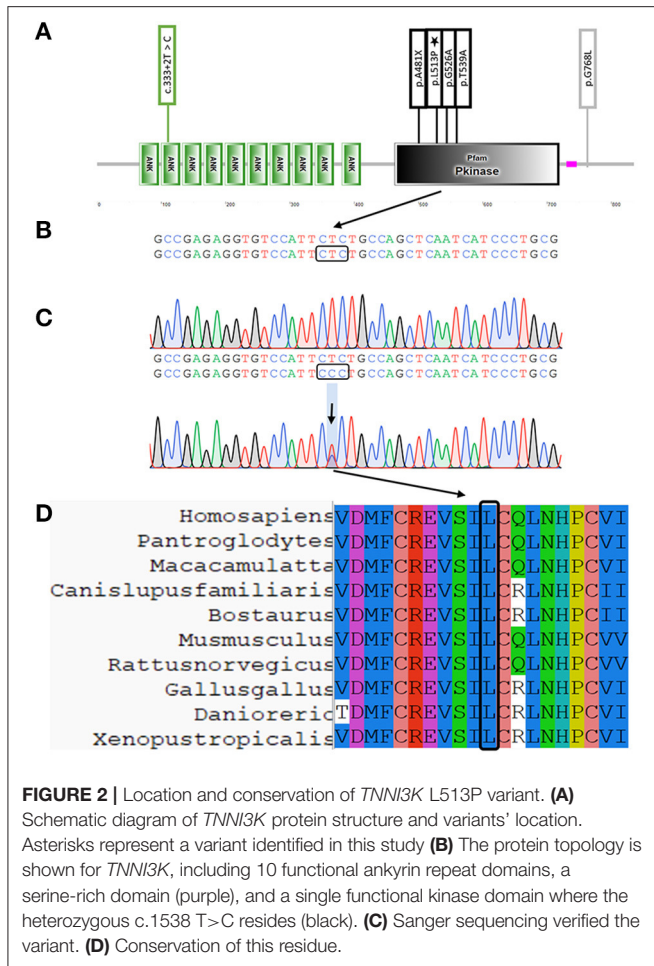 A
c.333+2T > C
p.A481X
p.L513P ★
p.G526A
p.T539A
p.G768L
ANK ANK ANK ANK ANK ANK ANK ANK ANK ANK
Pfam
Pkinase
'100 '200 '300 '400 '500 '600 '700 '800
B
GCCGAGAGGTGTCCATTCTCTGCCAGCTCAATCATCCCTGCG
GCCGAGAGGTGTCCATTCTCTGCCAGCTCAATCATCCCTGCG
C
GCCGAGAGGTGTCCATTCTCTGCCAGCTCAATCATCCCTGCG
GCCGAGAGGTGTCCATTCCCTGCCAGCTCAATCATCCCTGCG
D
Homosapiens VDMFCREVSILCQLNHPCVI
Pantroglodytes VDMFCREVSILCQLNHPCVI
Macacamulatta VDMFCREVSILCQLNHPCVI
Canislupusfamiliaris VDMFCREVSILCRLNHPCII
Bostaurus VDMFCREVSILCRLNHPCII
Musmusculus VDMFCREVSILCQLNHPCVV
Rattusnorvegicus VDMFCREVSILCQLNHPCVV
Gallusgallus VDMFCREVSILCRLNHPCVI
Danioreric TDMFCREVSILCRLNHPCVI
Xenopustropicalis VDMFCREVSILCRLNHPCVI
FIGURE 2 | Location and conservation of TNNI3K L513P variant. (A)
Schematic diagram of TNNI3K protein structure and variants' location.
Asterisks represent a variant identified in this study (B) The protein topology is
shown for TNNI3K, including 10 functional ankyrin repeat domains, a
serine-rich domain (purple), and a single functional kinase domain where the
heterozygous c.1538 T>C resides (black). (C) Sanger sequencing verified the
variant. (D) Conservation of this residue.